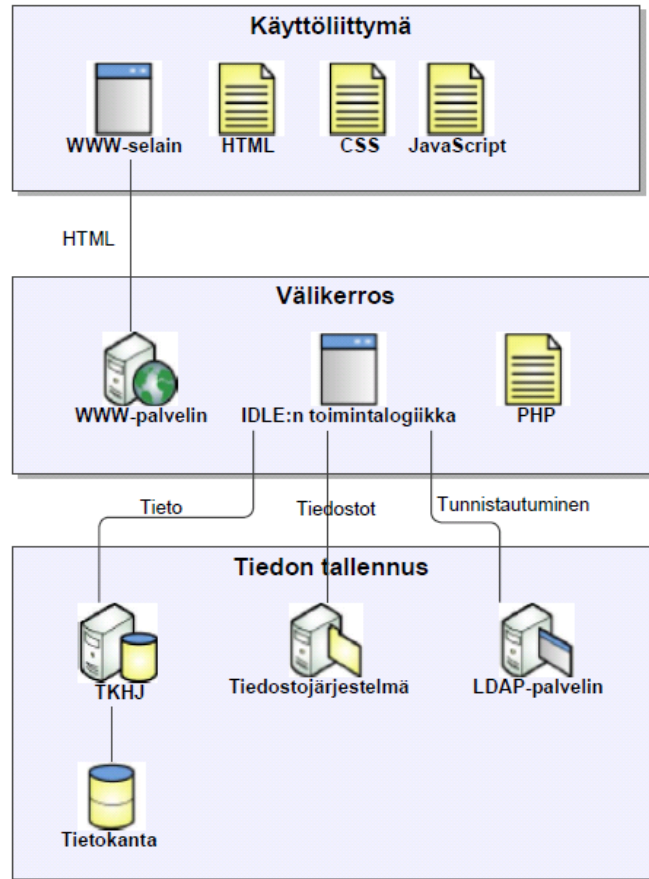 Käyttöliittymä
WWW-selain
HTML
CSS
JavaScript
HTML
Välikerros
WWW-palvelin
IDLE:n toimintalogiikka
PHP
Tieto
Tiedostot
Tunnistautuminen
Tiedon tallennus
TKHJ
Tiedostojärjestelmä
LDAP-palvelin
Tietokanta